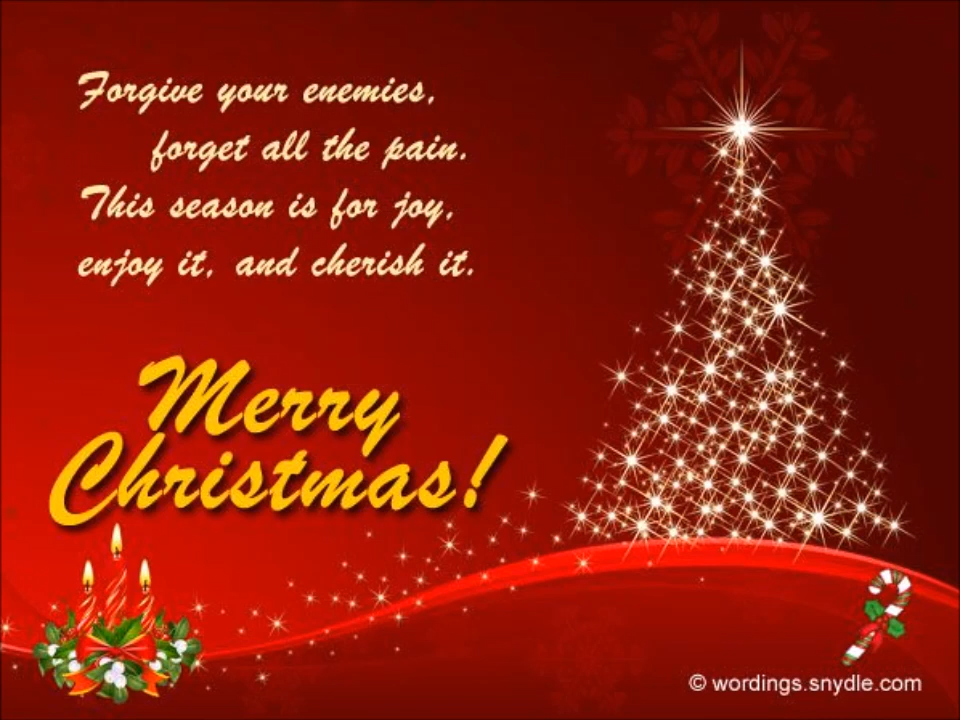 Forgive your enemies,
forget all the pain.
This season is for joy,
enjoy it, and cherish it.
Merry
Christmas!
© wordings.snydle.com